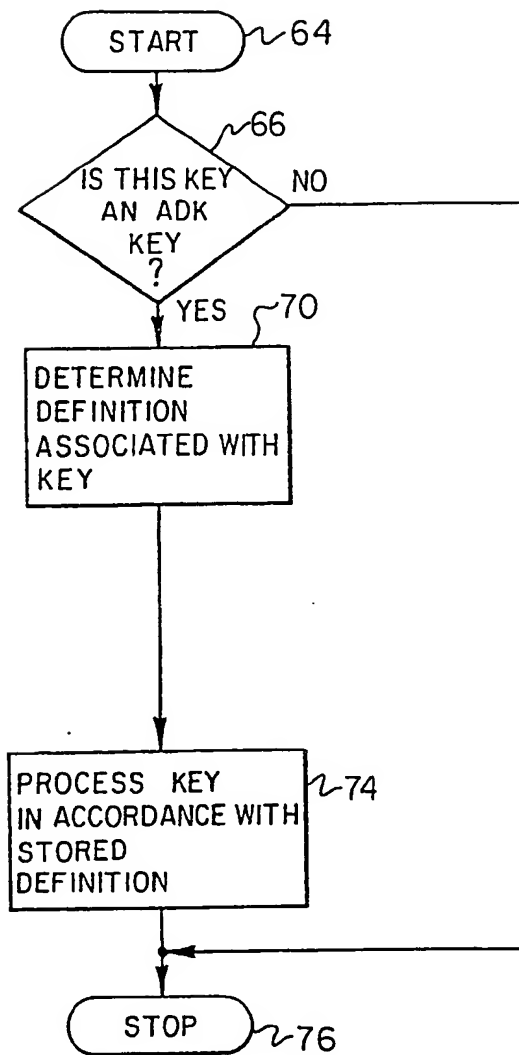 START
64
66
IS THIS KEY
AN ADK
KEY
?
NO
YES
70
DETERMINE
DEFINITION
ASSOCIATED WITH
KEY
PROCESS KEY
IN ACCORDANCE WITH
STORED
DEFINITION
74
STOP
76